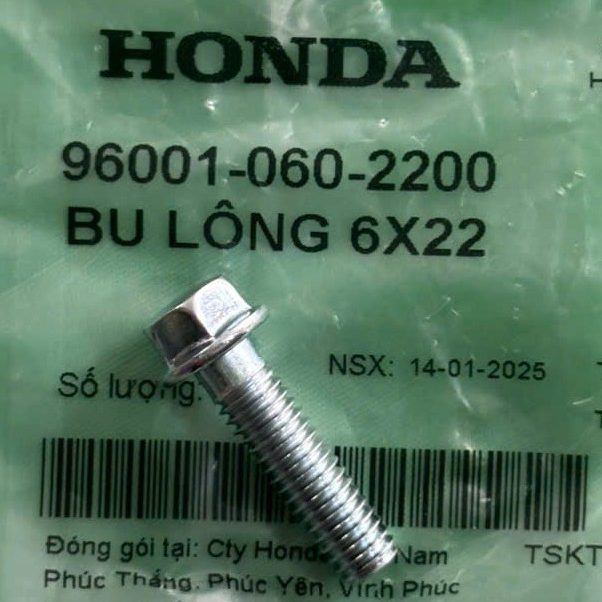 HONDA
H
96001-060-2200
BU LÔNG 6X22
NSX: 14-01-2025
Số lượng:
Đóng gói tại: Cty Honda Nam
TSKT
Phúc Thắng, Phúc Yên, Vĩnh Phúc